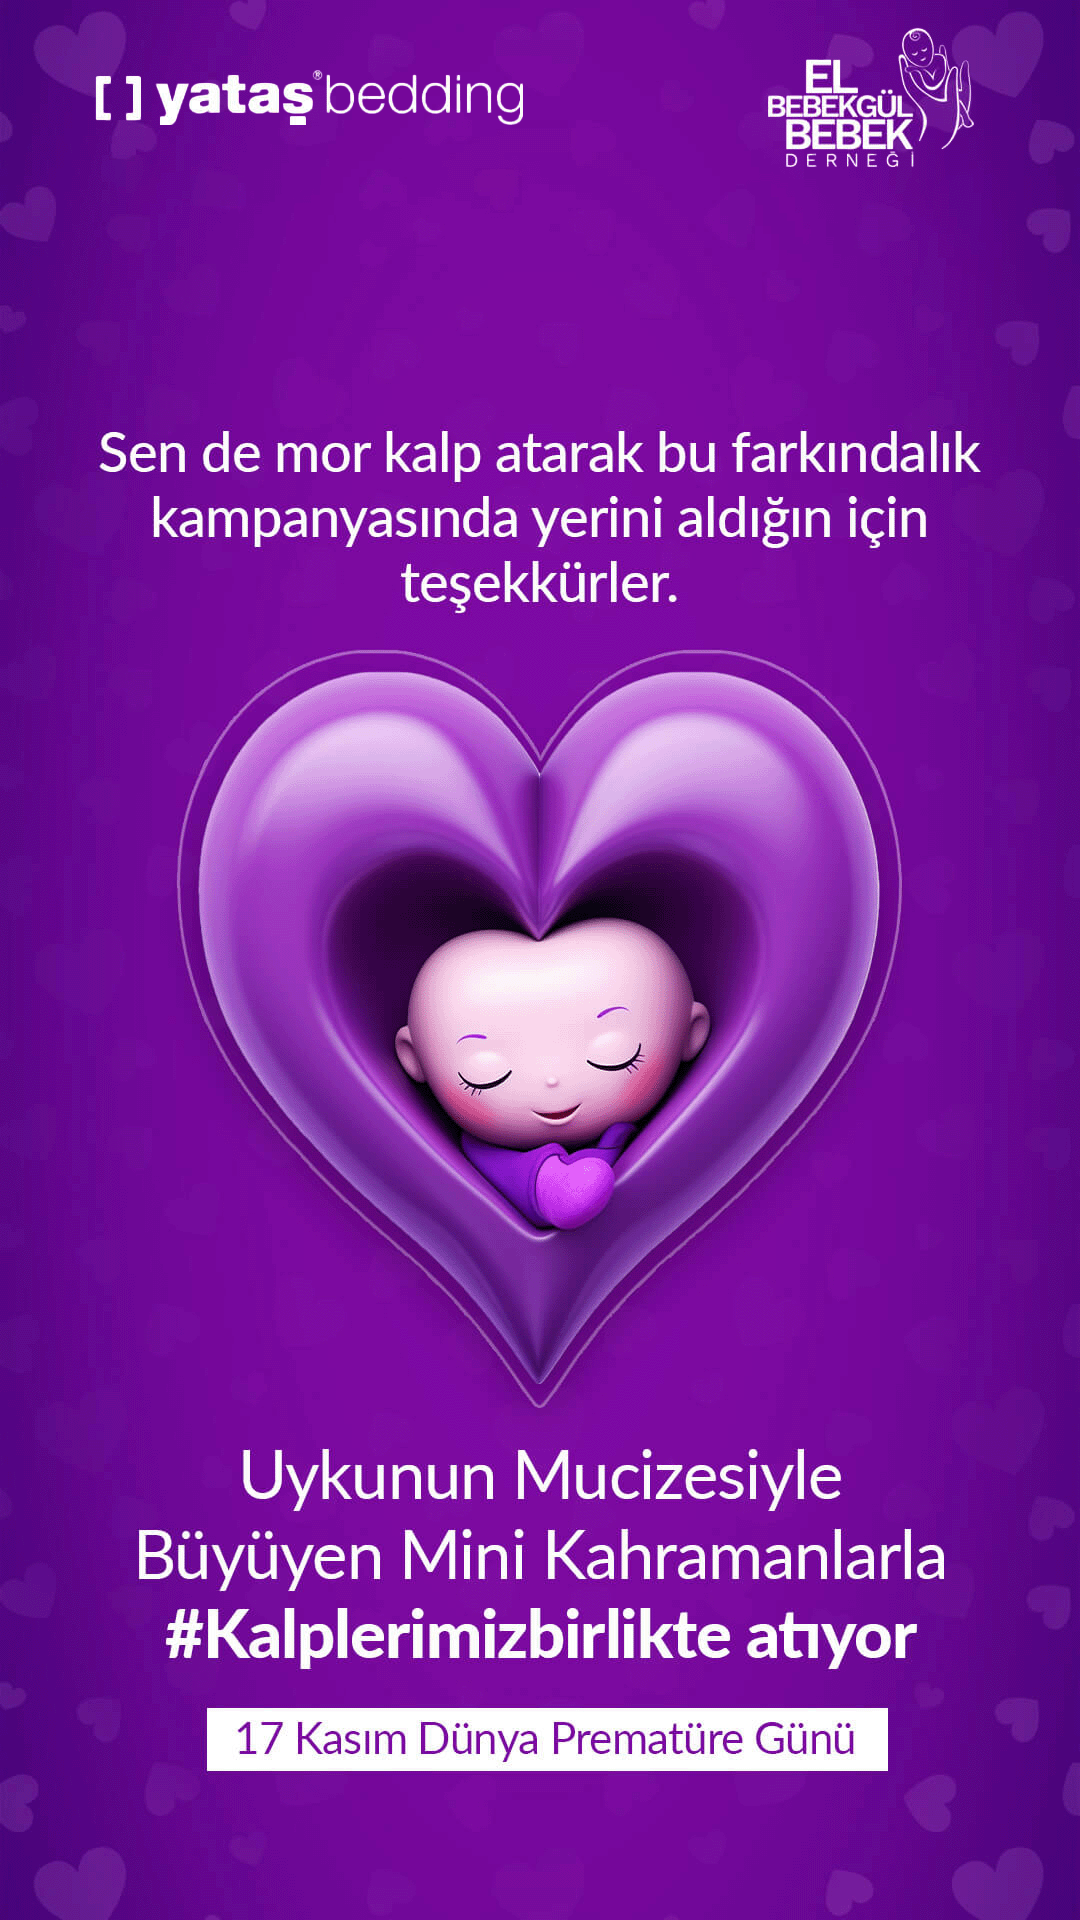 [ ] yataş® bedding
EL
BEBEKGÜL
BEBEK
DERNEĞİ
Sen de mor kalp atarak bu farkındalık
kampanyasında yerini aldığın için
teşekkürler.
Uykunun Mucizesiyle
Büyüyen Mini Kahramanlarla
#Kalplerimizbirlikte atıyor
17 Kasım Dünya Prematüre Günü